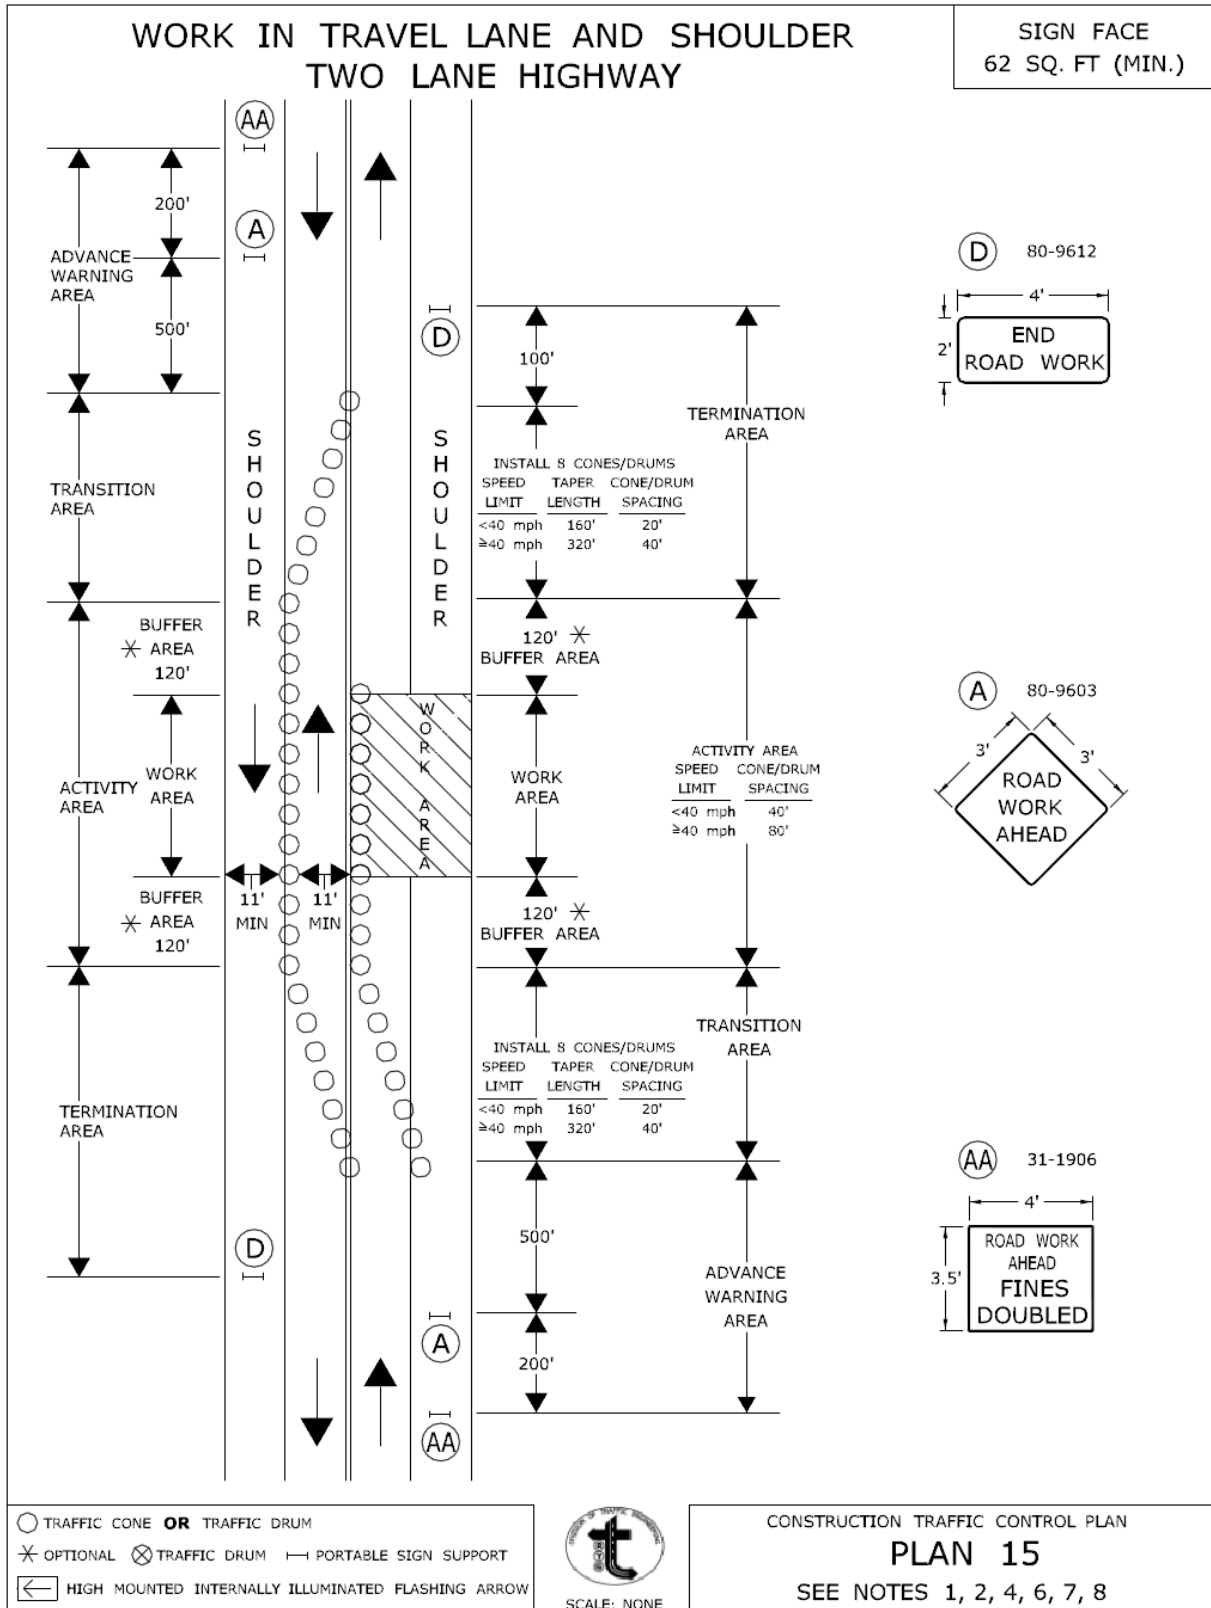 WORK IN TRAVEL LANE AND SHOULDER
TWO LANE HIGHWAY
SIGN FACE
62 SQ. FT (MIN.)
AA
200'
A
ADVANCE
WARNING
AREA
500'
D
100'
TERMINATION
AREA
SHOULDER
SHOULDER
TRANSITION
AREA
INSTALL 8 CONES/DRUMS
SPEED TAPER CONE/DRUM
LIMIT LENGTH SPACING
<40 mph 160' 20'
≥40 mph 320' 40'
BUFFER
AREA
120'
120'
BUFFER AREA
WORK AREA
WORK
AREA
ACTIVITY
AREA
WORK
AREA
ACTIVITY AREA
SPEED CONE/DRUM
LIMIT SPACING
<40 mph 40'
≥40 mph 80'
11'
MIN
11'
MIN
BUFFER
AREA
120'
120'
BUFFER AREA
TRANSITION
AREA
INSTALL 8 CONES/DRUMS
SPEED TAPER CONE/DRUM
LIMIT LENGTH SPACING
<40 mph 160' 20'
≥40 mph 320' 40'
TERMINATION
AREA
D
500'
ADVANCE
WARNING
AREA
A
200'
AA
D 80-9612
4'
2'
END
ROAD WORK
A 80-9603
3'
3'
ROAD
WORK
AHEAD
AA 31-1906
4'
3.5'
ROAD WORK
AHEAD
FINES
DOUBLED
TRAFFIC CONE OR TRAFFIC DRUM
OPTIONAL TRAFFIC DRUM PORTABLE SIGN SUPPORT
HIGH MOUNTED INTERNALLY ILLUMINATED FLASHING ARROW
DIVISION OF TRAFFIC ENGINEERING
SCALE: NONE
CONSTRUCTION TRAFFIC CONTROL PLAN
PLAN 15
SEE NOTES 1, 2, 4, 6, 7, 8